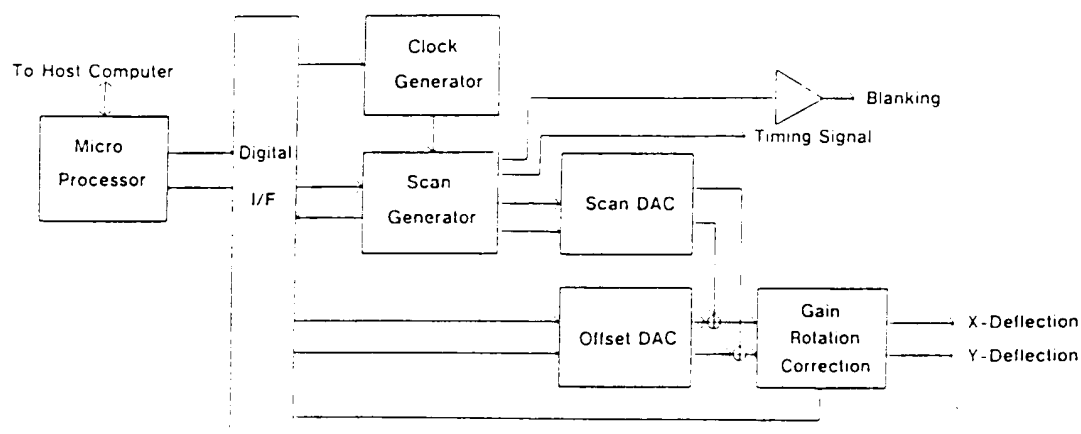 To Host Computer
Micro
Processor
Digital
I/F
Clock
Generator
Scan
Generator
Blanking
Timing Signal
Scan DAC
Offset DAC
Gain
Rotation
Correction
X-Deflection
Y-Deflection